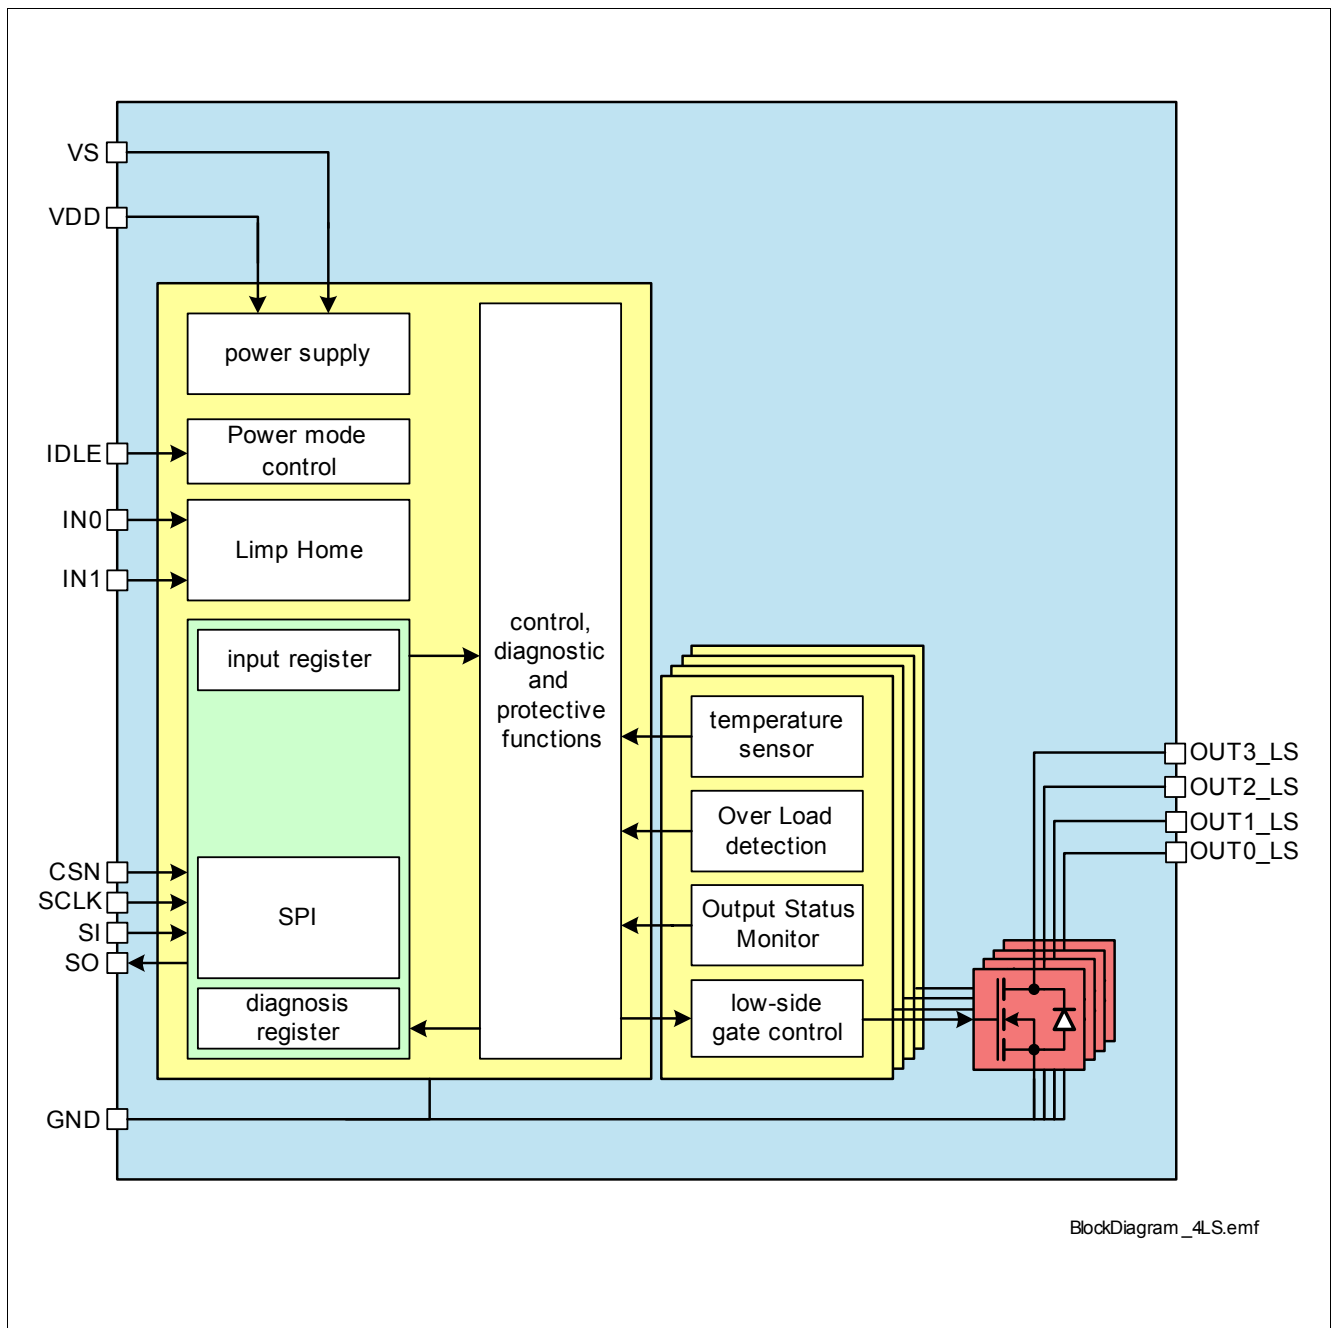 VS
VDD
power supply
IDLE
Power mode
control
IN0
Limp Home
IN1
control,
diagnostic
and
protective
functions
input register
temperature
sensor
OUT3_LS
OUT2_LS
OUT1_LS
OUT0_LS
Over Load
detection
CSN
SCLK
SI
SO
SPI
Output Status
Monitor
diagnosis
register
low-side
gate control
GND
BlockDiagram_4LS.emf